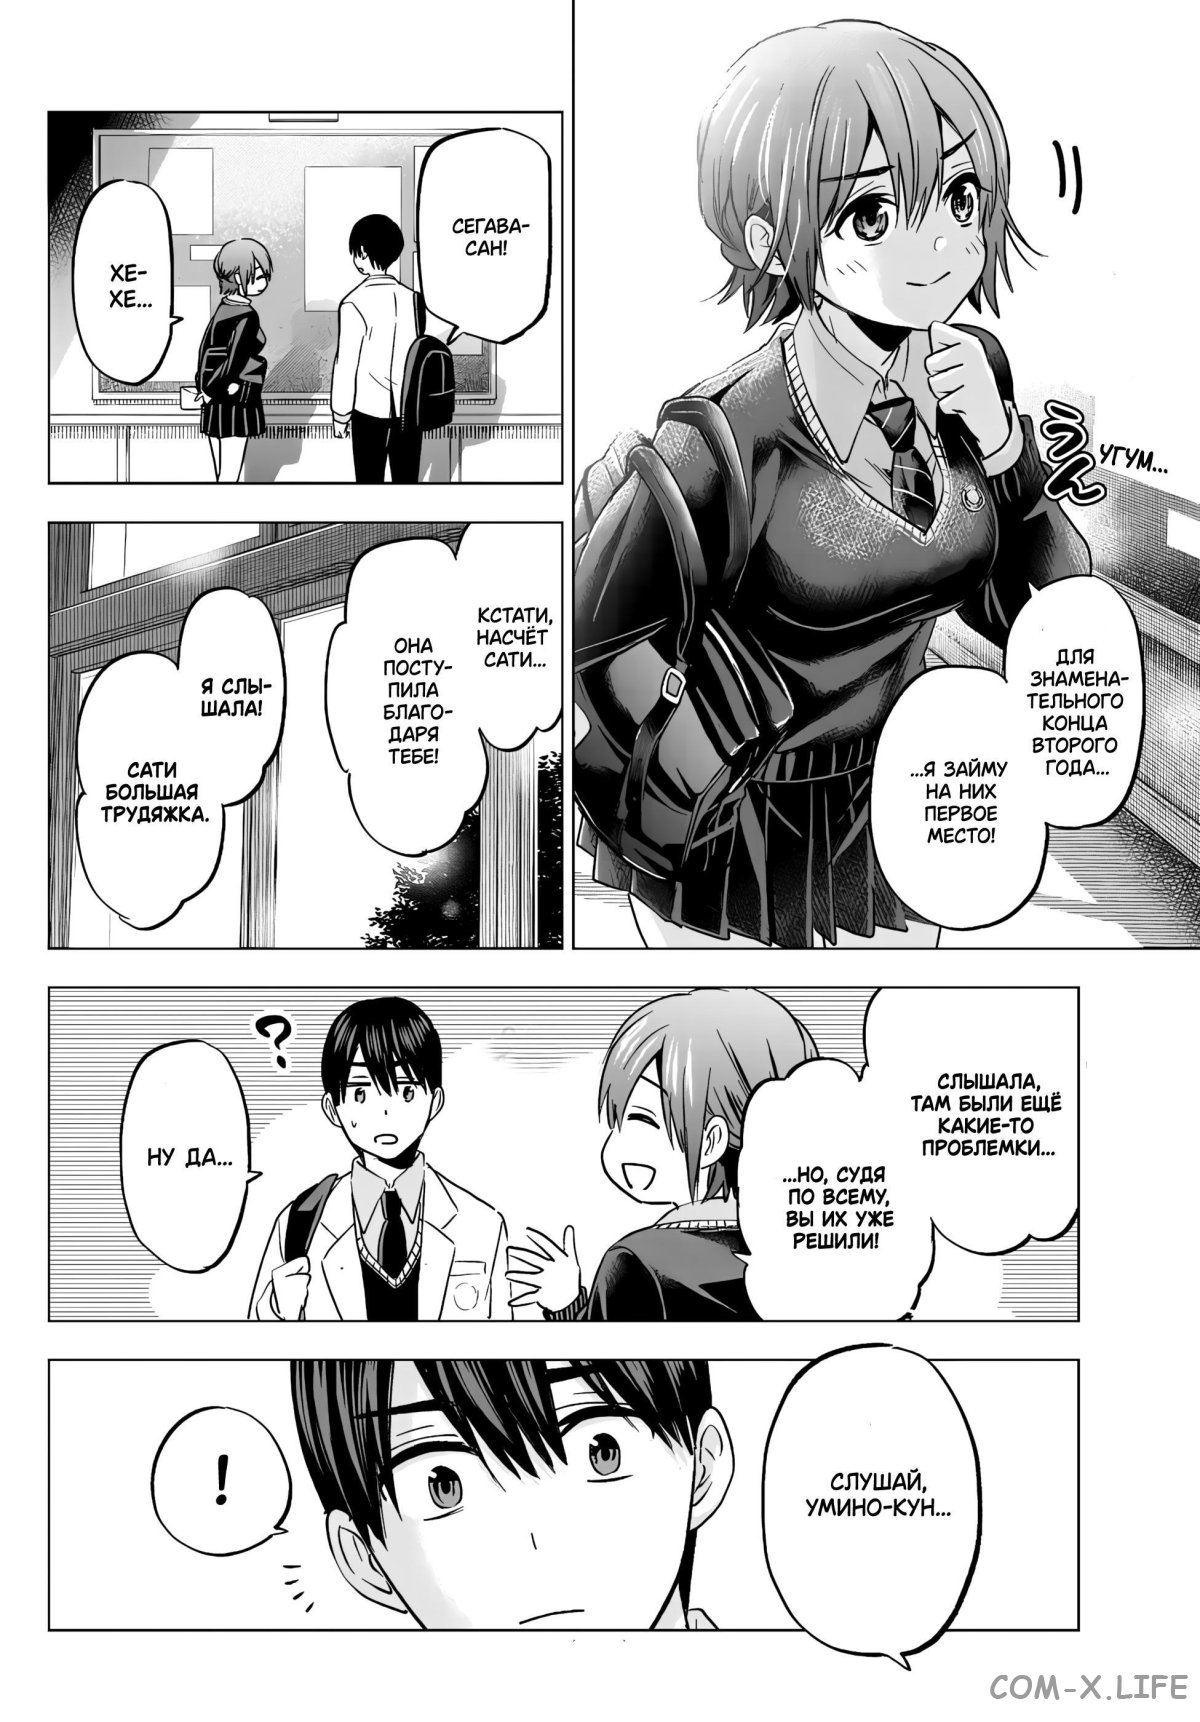 УГУМ...
うん
ДЛЯ
ЗНАМЕНА-
ТЕЛЬНОГО
КОНЦА
ВТОРОГО
ГОДА...
...Я ЗАЙМУ
НА НИХ
ПЕРВОЕ
МЕСТО!
СЕГАВА-
САН!
ХЕ-
ХЕ...
КСТАТИ,
НАСЧЁТ
САТИ...
ОНА
ПОСТУ-
ПИЛА
БЛАГО-
ДАРЯ
ТЕБЕ!
Я СЛЫ-
ШАЛА!
САТИ
БОЛЬШАЯ
ТРУДЯЖКА.
СЛЫШАЛА,
ТАМ БЫЛИ ЕЩЁ
КАКИЕ-ТО
ПРОБЛЕМКИ...
...НО, СУДЯ
ПО ВСЕМУ,
ВЫ ИХ УЖЕ
РЕШИЛИ!
?
НУ ДА...
СЛУШАЙ,
УМИНО-КУН...
!
COM-X.LIFE